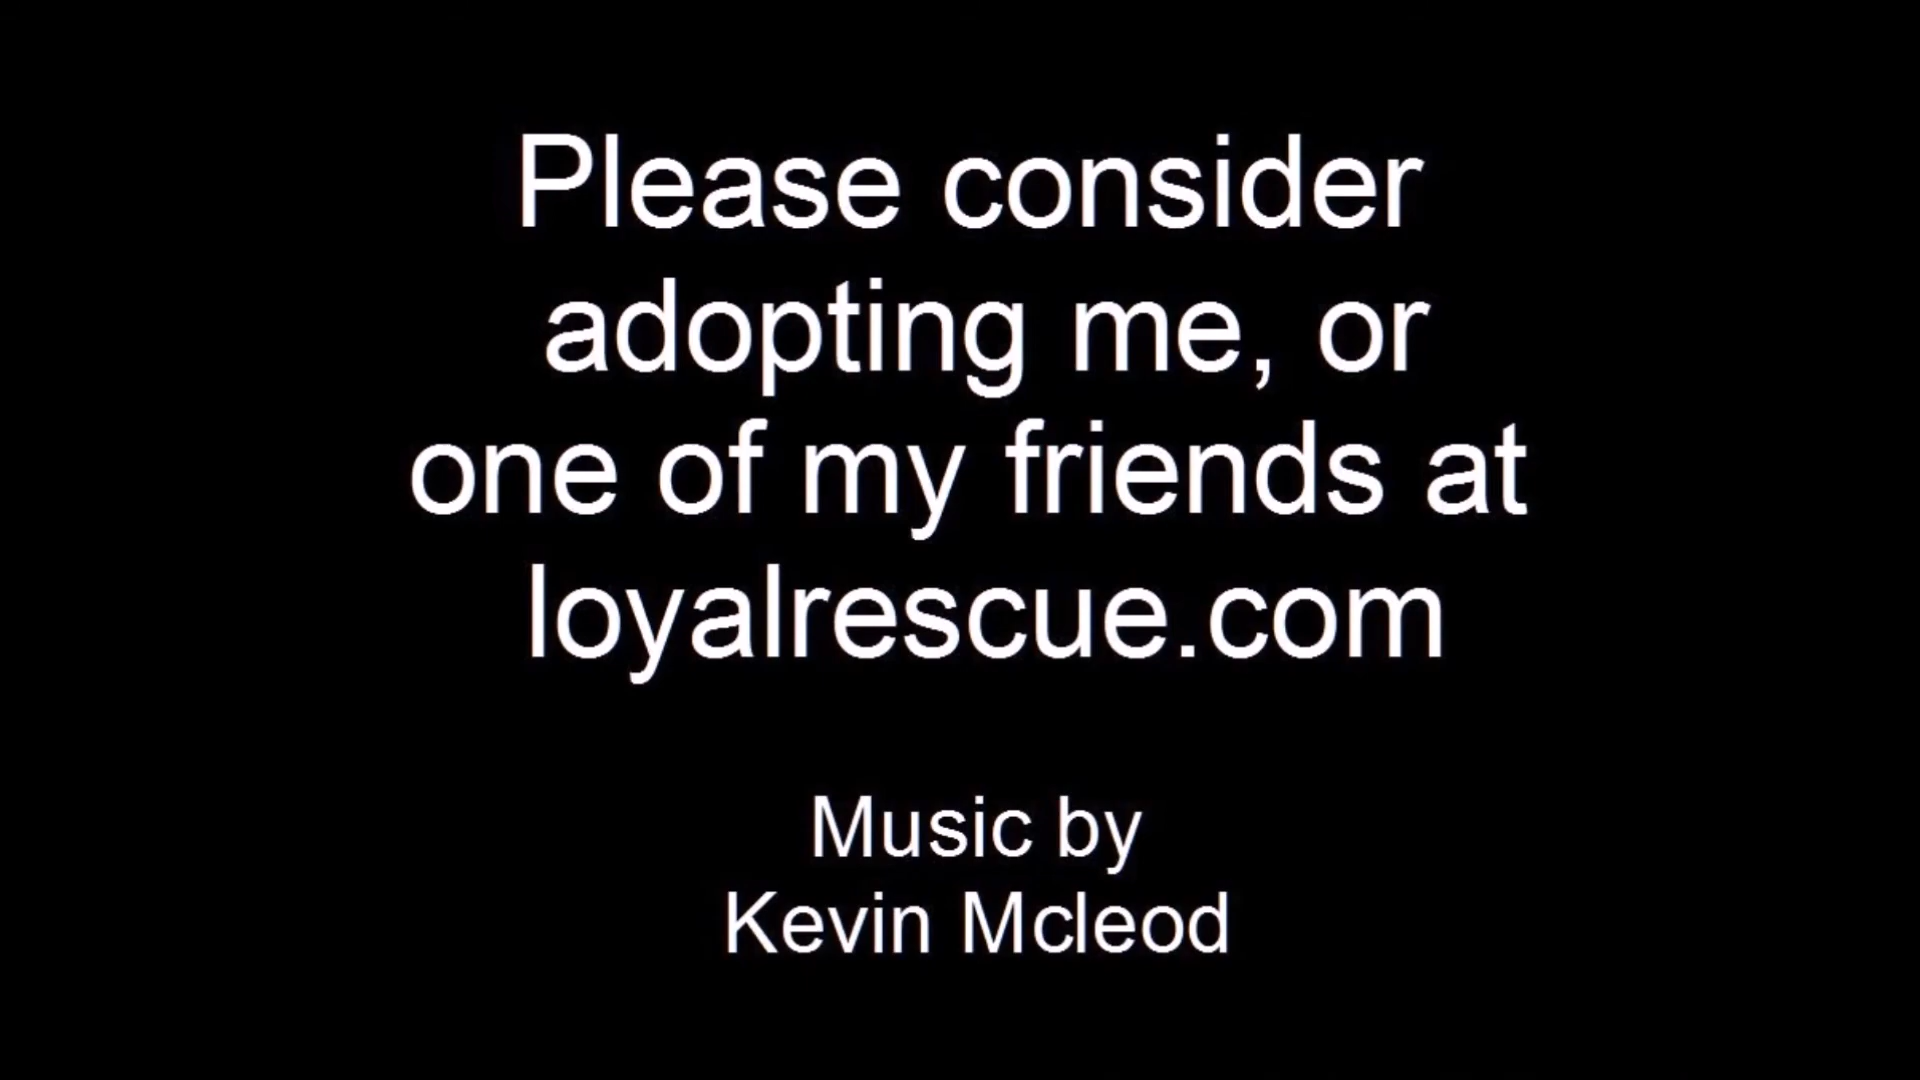 Please consider
adopting me, or
one of my friends at
loyalrescue.com
Music by
Kevin Mcleod